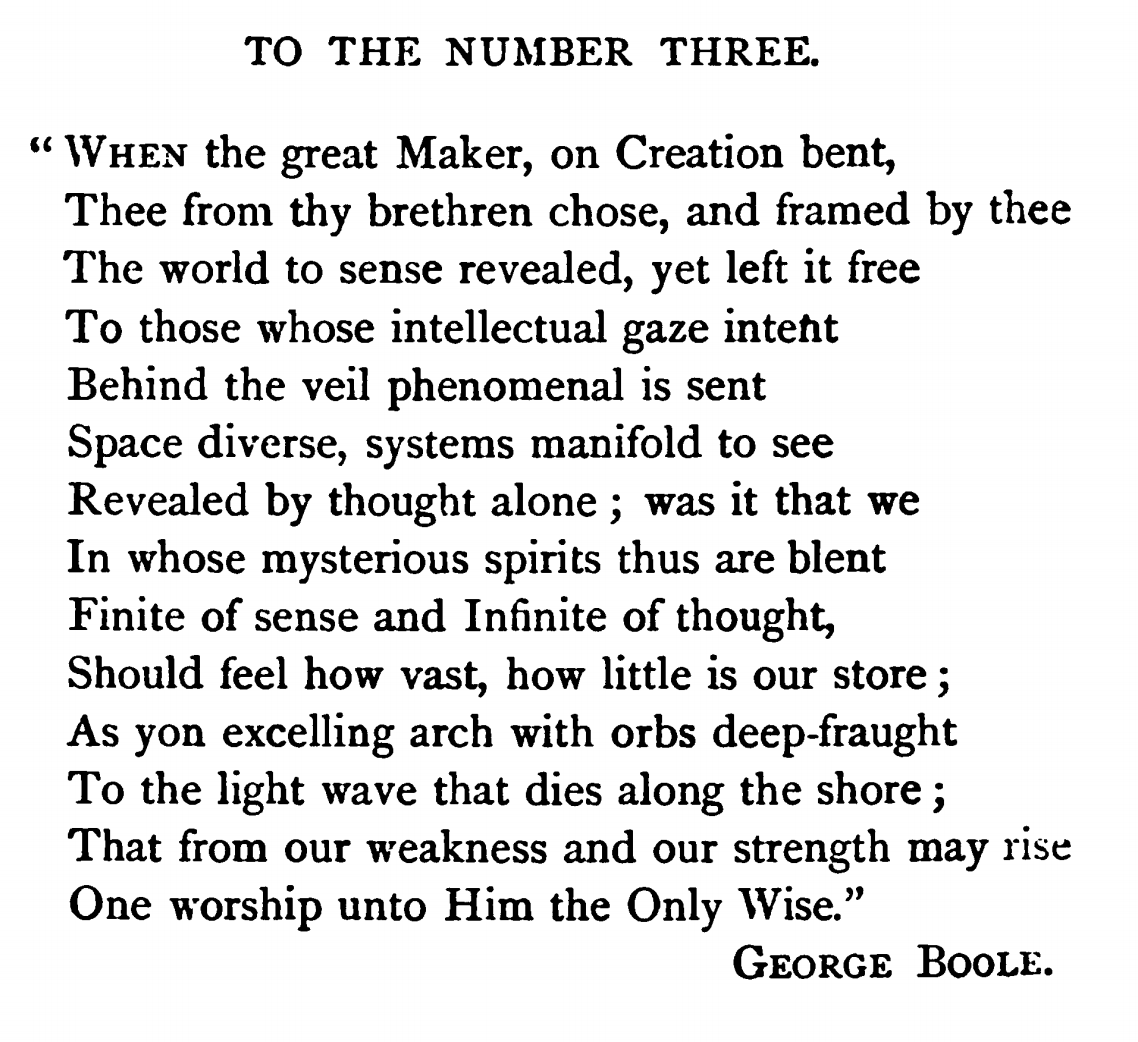 TO THE NUMBER THREE.
“WHEN the great Maker, on Creation bent,
Thee from thy brethren chose, and framed by thee
The world to sense revealed, yet left it free
To those whose intellectual gaze intent
Behind the veil phenomenal is sent
Space diverse, systems manifold to see
Revealed by thought alone ; was it that we
In whose mysterious spirits thus are blent
Finite of sense and Infinite of thought,
Should feel how vast, how little is our store ;
As yon excelling arch with orbs deep-fraught
To the light wave that dies along the shore ;
That from our weakness and our strength may rise
One worship unto Him the Only Wise.”
GEORGE BOOLE.